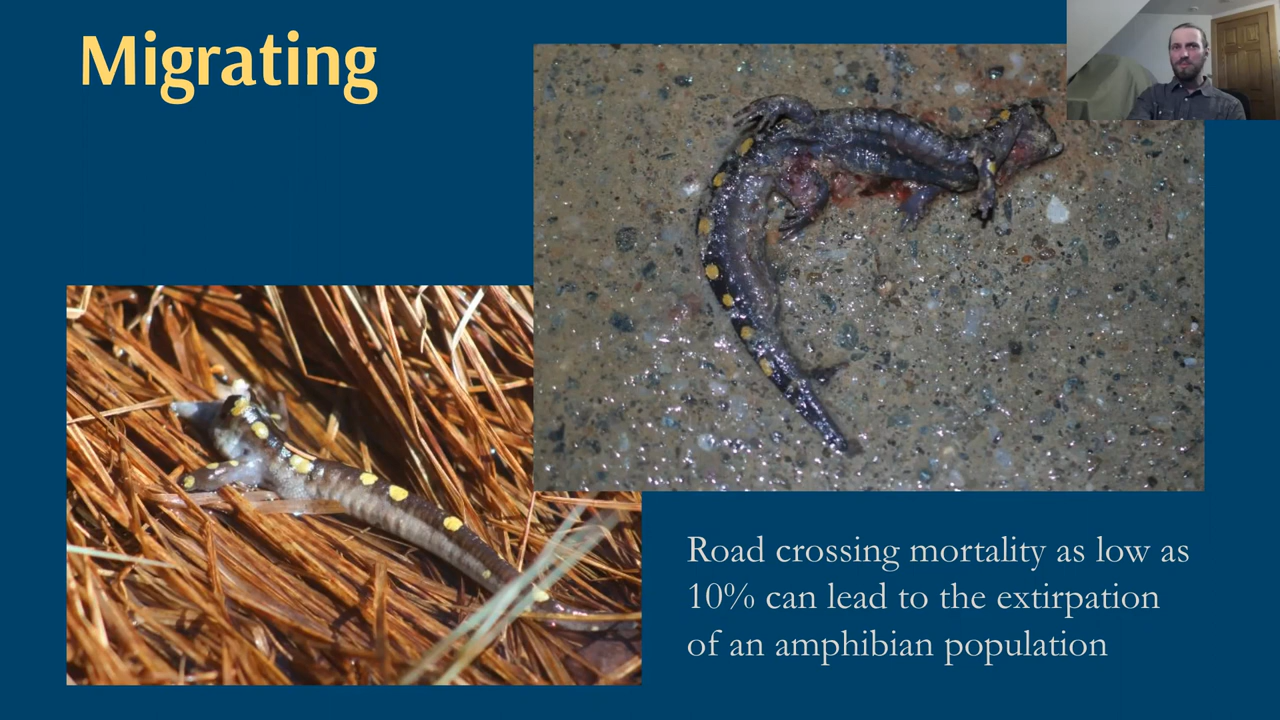 Migrating
Road crossing mortality as low as
10% can lead to the extirpation
of an amphibian population